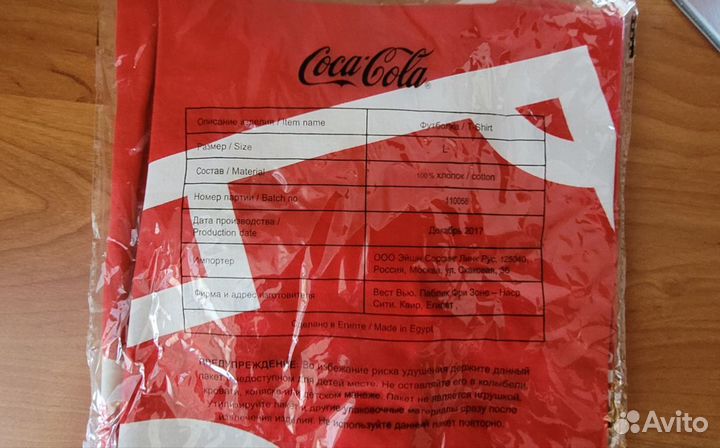 Coca-Cola
Описание изделия / Item name Футболка / T-Shirt
Размер / Size L
Состав / Material 100% хлопок / cotton
Номер партии / Batch no 110058
Дата производства /
Production date Декабрь 2017
Импортер ООО Эйшн Сорсинг Линк Рус, 125040,
Россия, Москва, ул. Скаковая, 36
Фирма и адрес изготовителя Вест Вью, Паблик Фри Зоне – Наср
Сити, Каир, Египет
Сделано в Египте / Made in Egypt
ПРЕДУПРЕЖДЕНИЕ: Во избежание риска удушения держите данный
пакет в недоступном для детей месте. Не оставляйте его в колыбели,
кровати, коляске или детском манеже. Пакет не является игрушкой.
Утилизируйте пакет и другие упаковочные материалы сразу после
извлечения изделия. Не используйте данный пакет повторно.
Avito